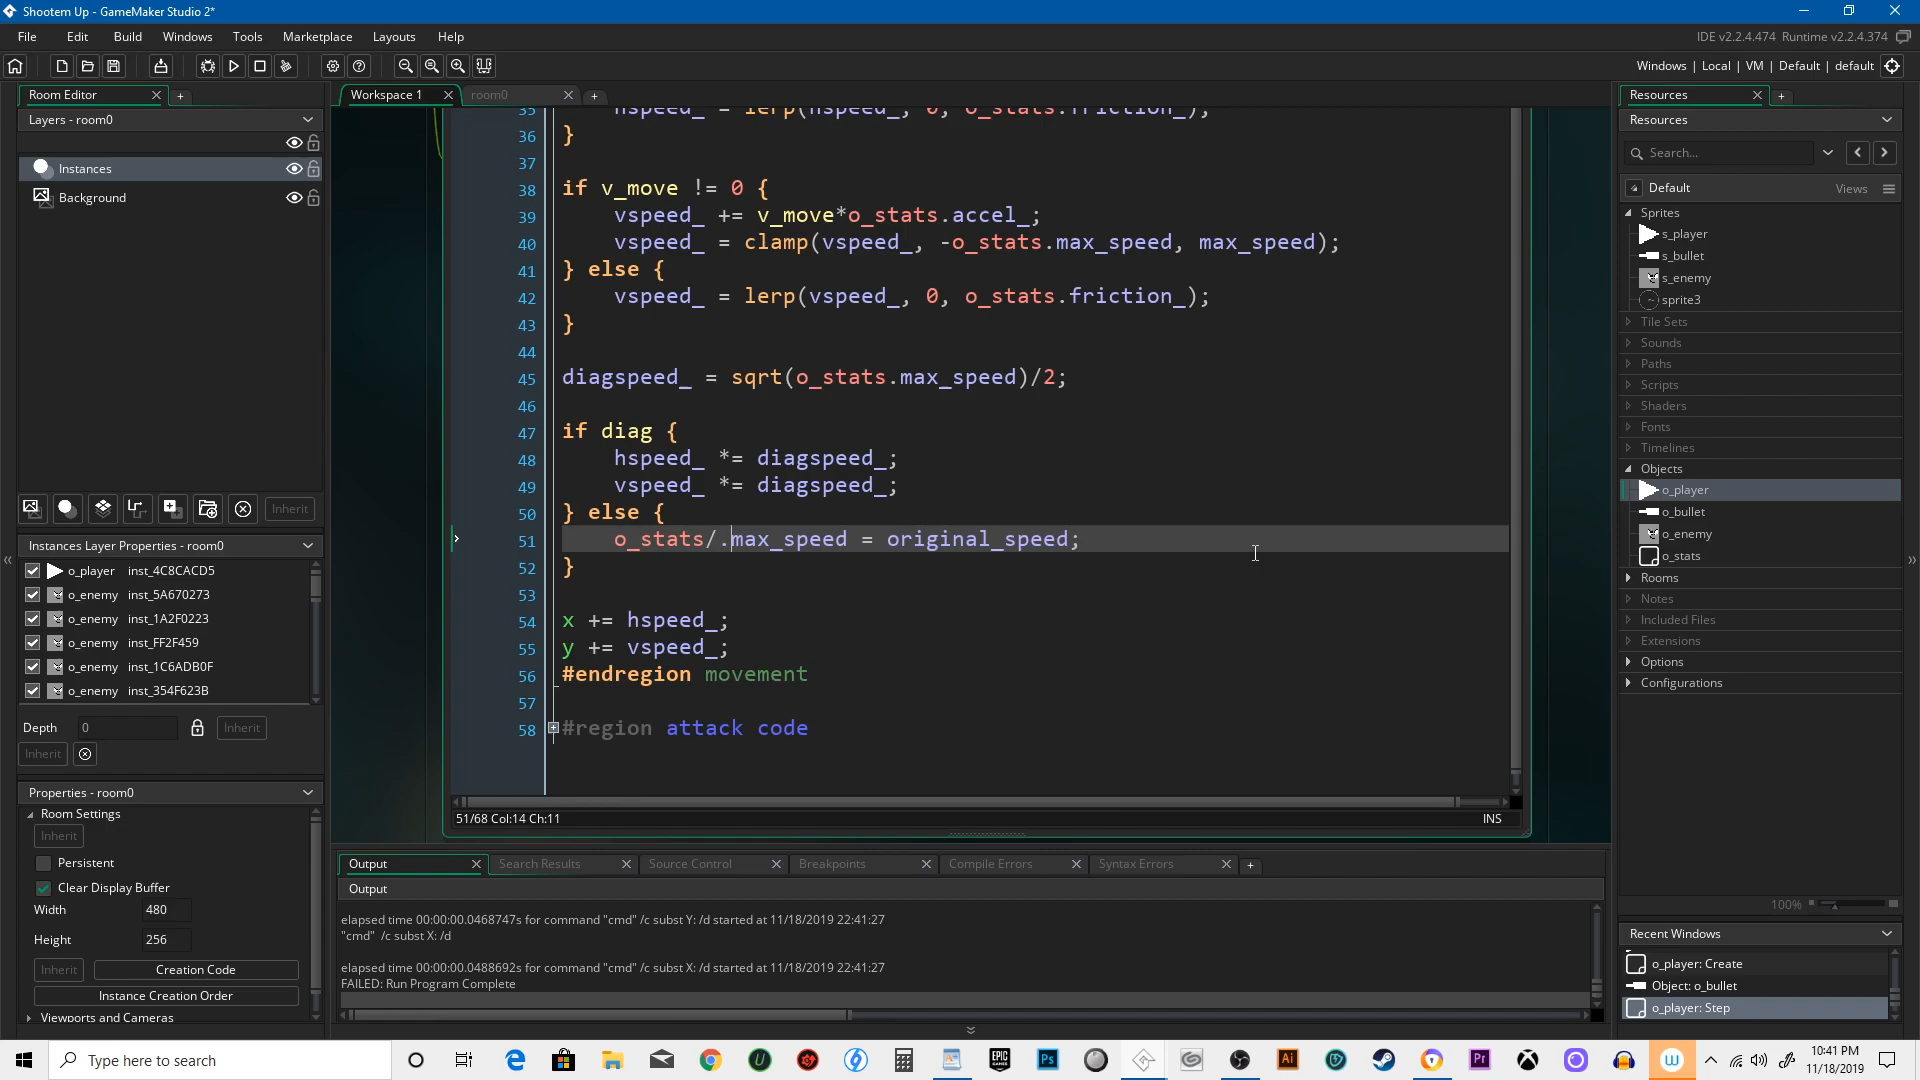 Shootem Up - GameMaker Studio 2*
File Edit Build Windows Tools Marketplace Layouts Help
IDE v2.2.4.474 Runtime v2.2.4.374
Windows | Local | VM | Default | default
Room Editor
Layers - room0
Instances
Background
Inherit
Instances Layer Properties - room0
o_player inst_4C8CACD5
o_enemy inst_5A670273
o_enemy inst_1A2F0223
o_enemy inst_FF2F459
o_enemy inst_1C6ADB0F
o_enemy inst_354F623B
Depth 0 Inherit
Inherit
Properties - room0
Room Settings
Inherit
Persistent
Clear Display Buffer
Width 480
Height 256
Inherit Creation Code
Instance Creation Order
Viewports and Cameras
Workspace 1 room0
35 hspeed_ = lerp(hspeed_, 0, o_stats.friction_);
36 }
37
38 if v_move != 0 {
39 vspeed_ += v_move*o_stats.accel_;
40 vspeed_ = clamp(vspeed_, -o_stats.max_speed, max_speed);
41 } else {
42 vspeed_ = lerp(vspeed_, 0, o_stats.friction_);
43 }
44
45 diagspeed_ = sqrt(o_stats.max_speed)/2;
46
47 if diag {
48 hspeed_ *= diagspeed_;
49 vspeed_ *= diagspeed_;
50 } else {
51 o_stats/.max_speed = original_speed;
52 }
53
54 x += hspeed_;
55 y += vspeed_;
56 #endregion movement
57
58 #region attack code
51/68 Col:14 Ch:11 INS
Output Search Results Source Control Breakpoints Compile Errors Syntax Errors
Output
elapsed time 00:00:00.0468747s for command "cmd" /c subst Y: /d started at 11/18/2019 22:41:27
"cmd" /c subst X: /d
elapsed time 00:00:00.0488692s for command "cmd" /c subst X: /d started at 11/18/2019 22:41:27
FAILED: Run Program Complete
Resources
Resources
Search...
Default Views
Sprites
s_player
s_bullet
s_enemy
sprite3
Tile Sets
Sounds
Paths
Scripts
Shaders
Fonts
Timelines
Objects
o_player
o_bullet
o_enemy
o_stats
Rooms
Notes
Included Files
Extensions
Options
Configurations
100%
Recent Windows
o_player: Create
Object: o_bullet
o_player: Step
Type here to search
10:41 PM
11/18/2019